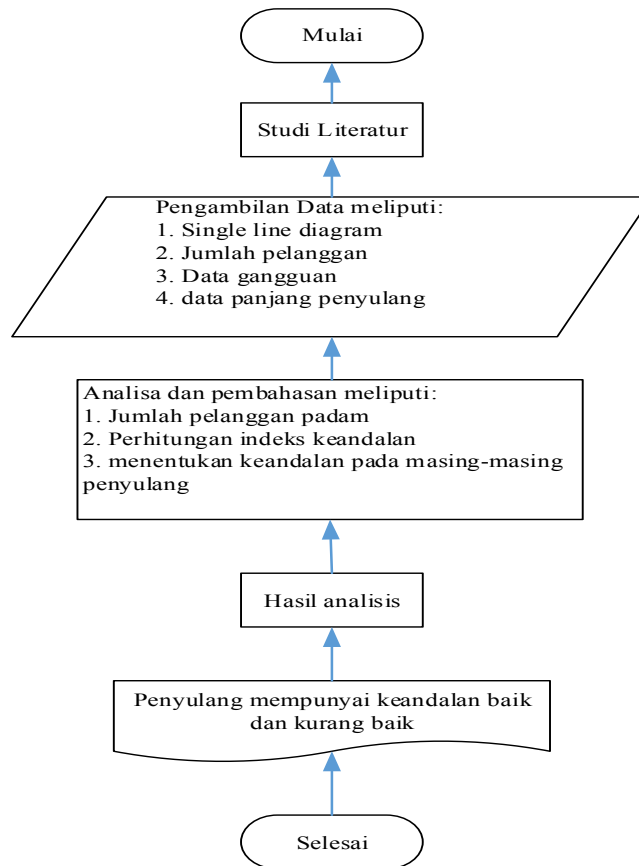 Mulai
Studi Literatur
Pengambilan Data meliputi:
1. Single line diagram
2. Jumlah pelanggan
3. Data gangguan
4. data panjang penyulang
Analisa dan pembahasan meliputi:
1. Jumlah pelanggan padam
2. Perhitungan indeks keandalan
3. menentukan keandalan pada masing-masing
penyulang
Hasil analisis
Penyulang mempunyai keandalan baik
dan kurang baik
Selesai